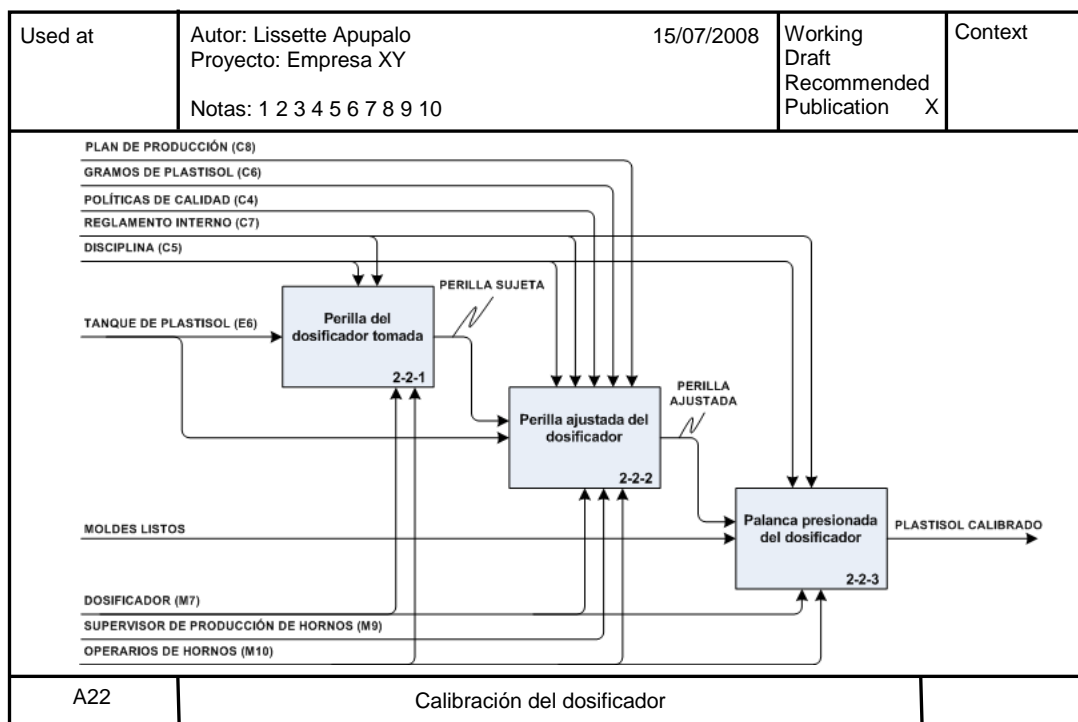 Used at
Autor: Lissette Apupalo
15/07/2008
Proyecto: Empresa XY
Notas: 1 2 3 4 5 6 7 8 9 10
Working
Draft
Recommended
Publication X
Context
PLAN DE PRODUCCIÓN (C8)
GRAMOS DE PLASTISOL (C6)
POLÍTICAS DE CALIDAD (C4)
REGLAMENTO INTERNO (C7)
DISCIPLINA (C5)
PERILLA SUJETA
TANQUE DE PLASTISOL (E6)
Perilla del
dosificador tomada
2-2-1
PERILLA
AJUSTADA
Perilla ajustada del
dosificador
2-2-2
MOLDES LISTOS
Palanca presionada
del dosificador
2-2-3
PLASTISOL CALIBRADO
DOSIFICADOR (M7)
SUPERVISOR DE PRODUCCIÓN DE HORNOS (M9)
OPERARIOS DE HORNOS (M10)
A22
Calibración del dosificador